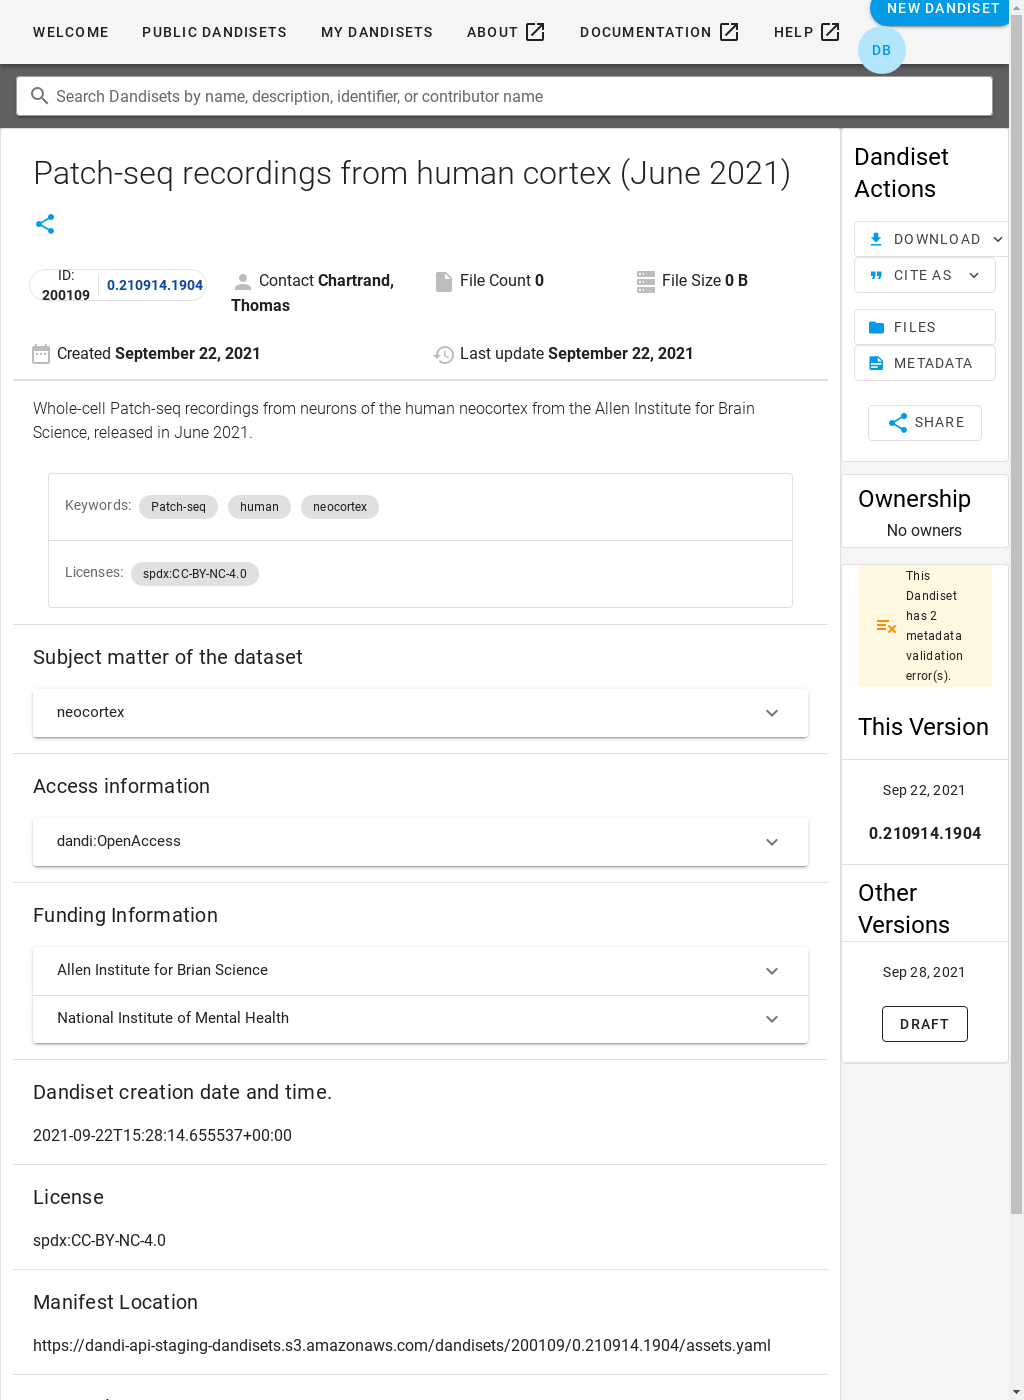 WELCOME PUBLIC DANDISETS MY DANDISETS ABOUT DOCUMENTATION HELP NEW DANDISET
DB
Search Dandisets by name, description, identifier, or contributor name
Patch-seq recordings from human cortex (June 2021)
ID:
200109 0.210914.1904
Contact Chartrand,
Thomas
File Count 0
File Size 0 B
Created September 22, 2021
Last update September 22, 2021
Whole-cell Patch-seq recordings from neurons of the human neocortex from the Allen Institute for Brain
Science, released in June 2021.
Keywords: Patch-seq human neocortex
Licenses: spdx:CC-BY-NC-4.0
Subject matter of the dataset
neocortex
Access information
dandi:OpenAccess
Funding Information
Allen Institute for Brian Science
National Institute of Mental Health
Dandiset creation date and time.
2021-09-22T15:28:14.655537+00:00
License
spdx:CC-BY-NC-4.0
Manifest Location
https://dandi-api-staging-dandisets.s3.amazonaws.com/dandisets/200109/0.210914.1904/assets.yaml
Dandiset
Actions
DOWNLOAD
CITE AS
FILES
METADATA
SHARE
Ownership
No owners
This
Dandiset
has 2
metadata
validation
error(s).
This Version
Sep 22, 2021
0.210914.1904
Other
Versions
Sep 28, 2021
DRAFT